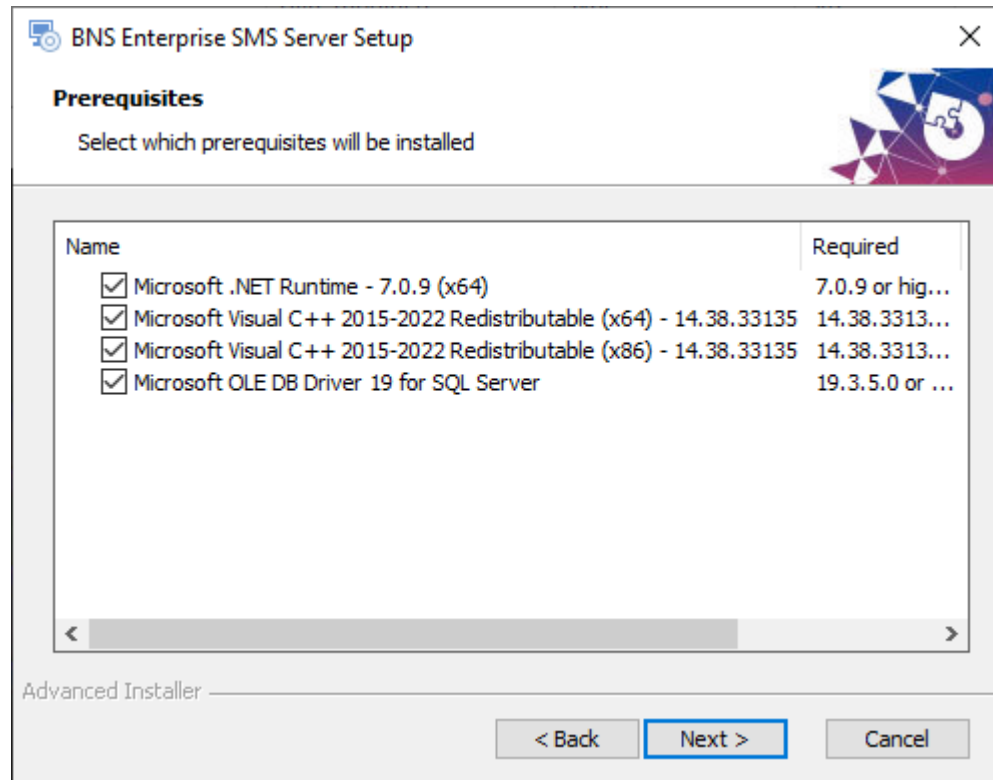 BNS Enterprise SMS Server Setup
Prerequisites
Select which prerequisites will be installed
Name Required
Microsoft .NET Runtime - 7.0.9 (x64) 7.0.9 or hig...
Microsoft Visual C++ 2015-2022 Redistributable (x64) - 14.38.33135 14.38.3313...
Microsoft Visual C++ 2015-2022 Redistributable (x86) - 14.38.33135 14.38.3313...
Microsoft OLE DB Driver 19 for SQL Server 19.3.5.0 or ...
Advanced Installer
< Back Next > Cancel